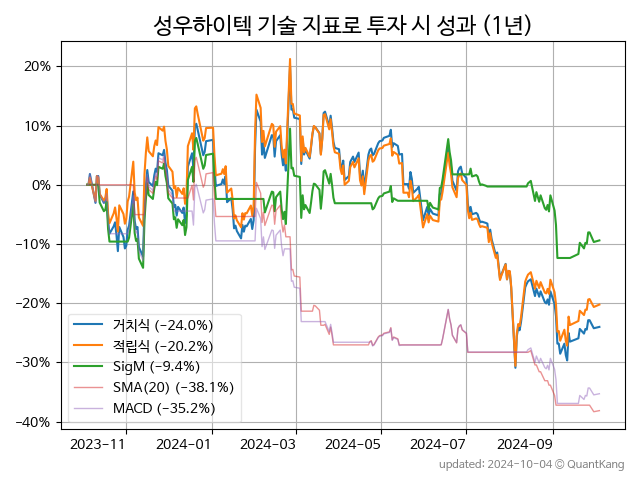 성우하이텍 기술 지표로 투자 시 성과 (1년)
20%
10%
0%
−10%
−20%
−30%
−40%
거치식 (−24.0%)
적립식 (−20.2%)
SigM (−9.4%)
SMA(20) (−38.1%)
MACD (−35.2%)
2023-11 2024-01 2024-03 2024-05 2024-07 2024-09
updated: 2024-10-04 © QuantKang